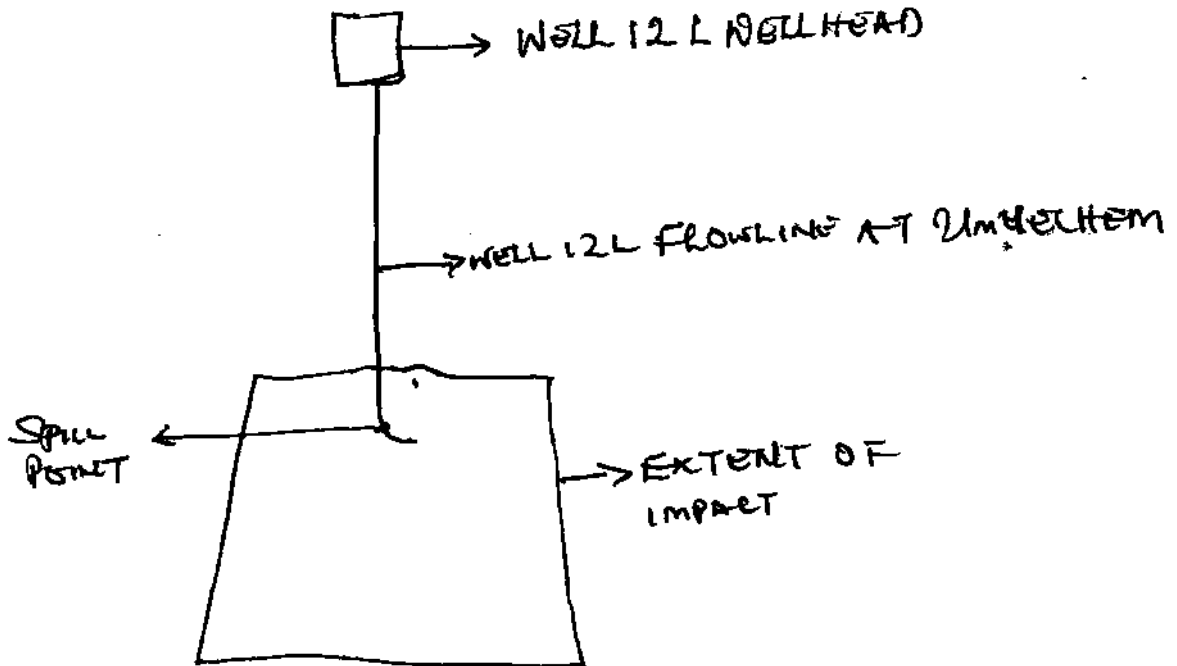 WELL 12 L WELLHEAD
WELL 12L FLOWLINE AT UMUECHEM
SPILL
POINT
EXTENT OF
IMPACT